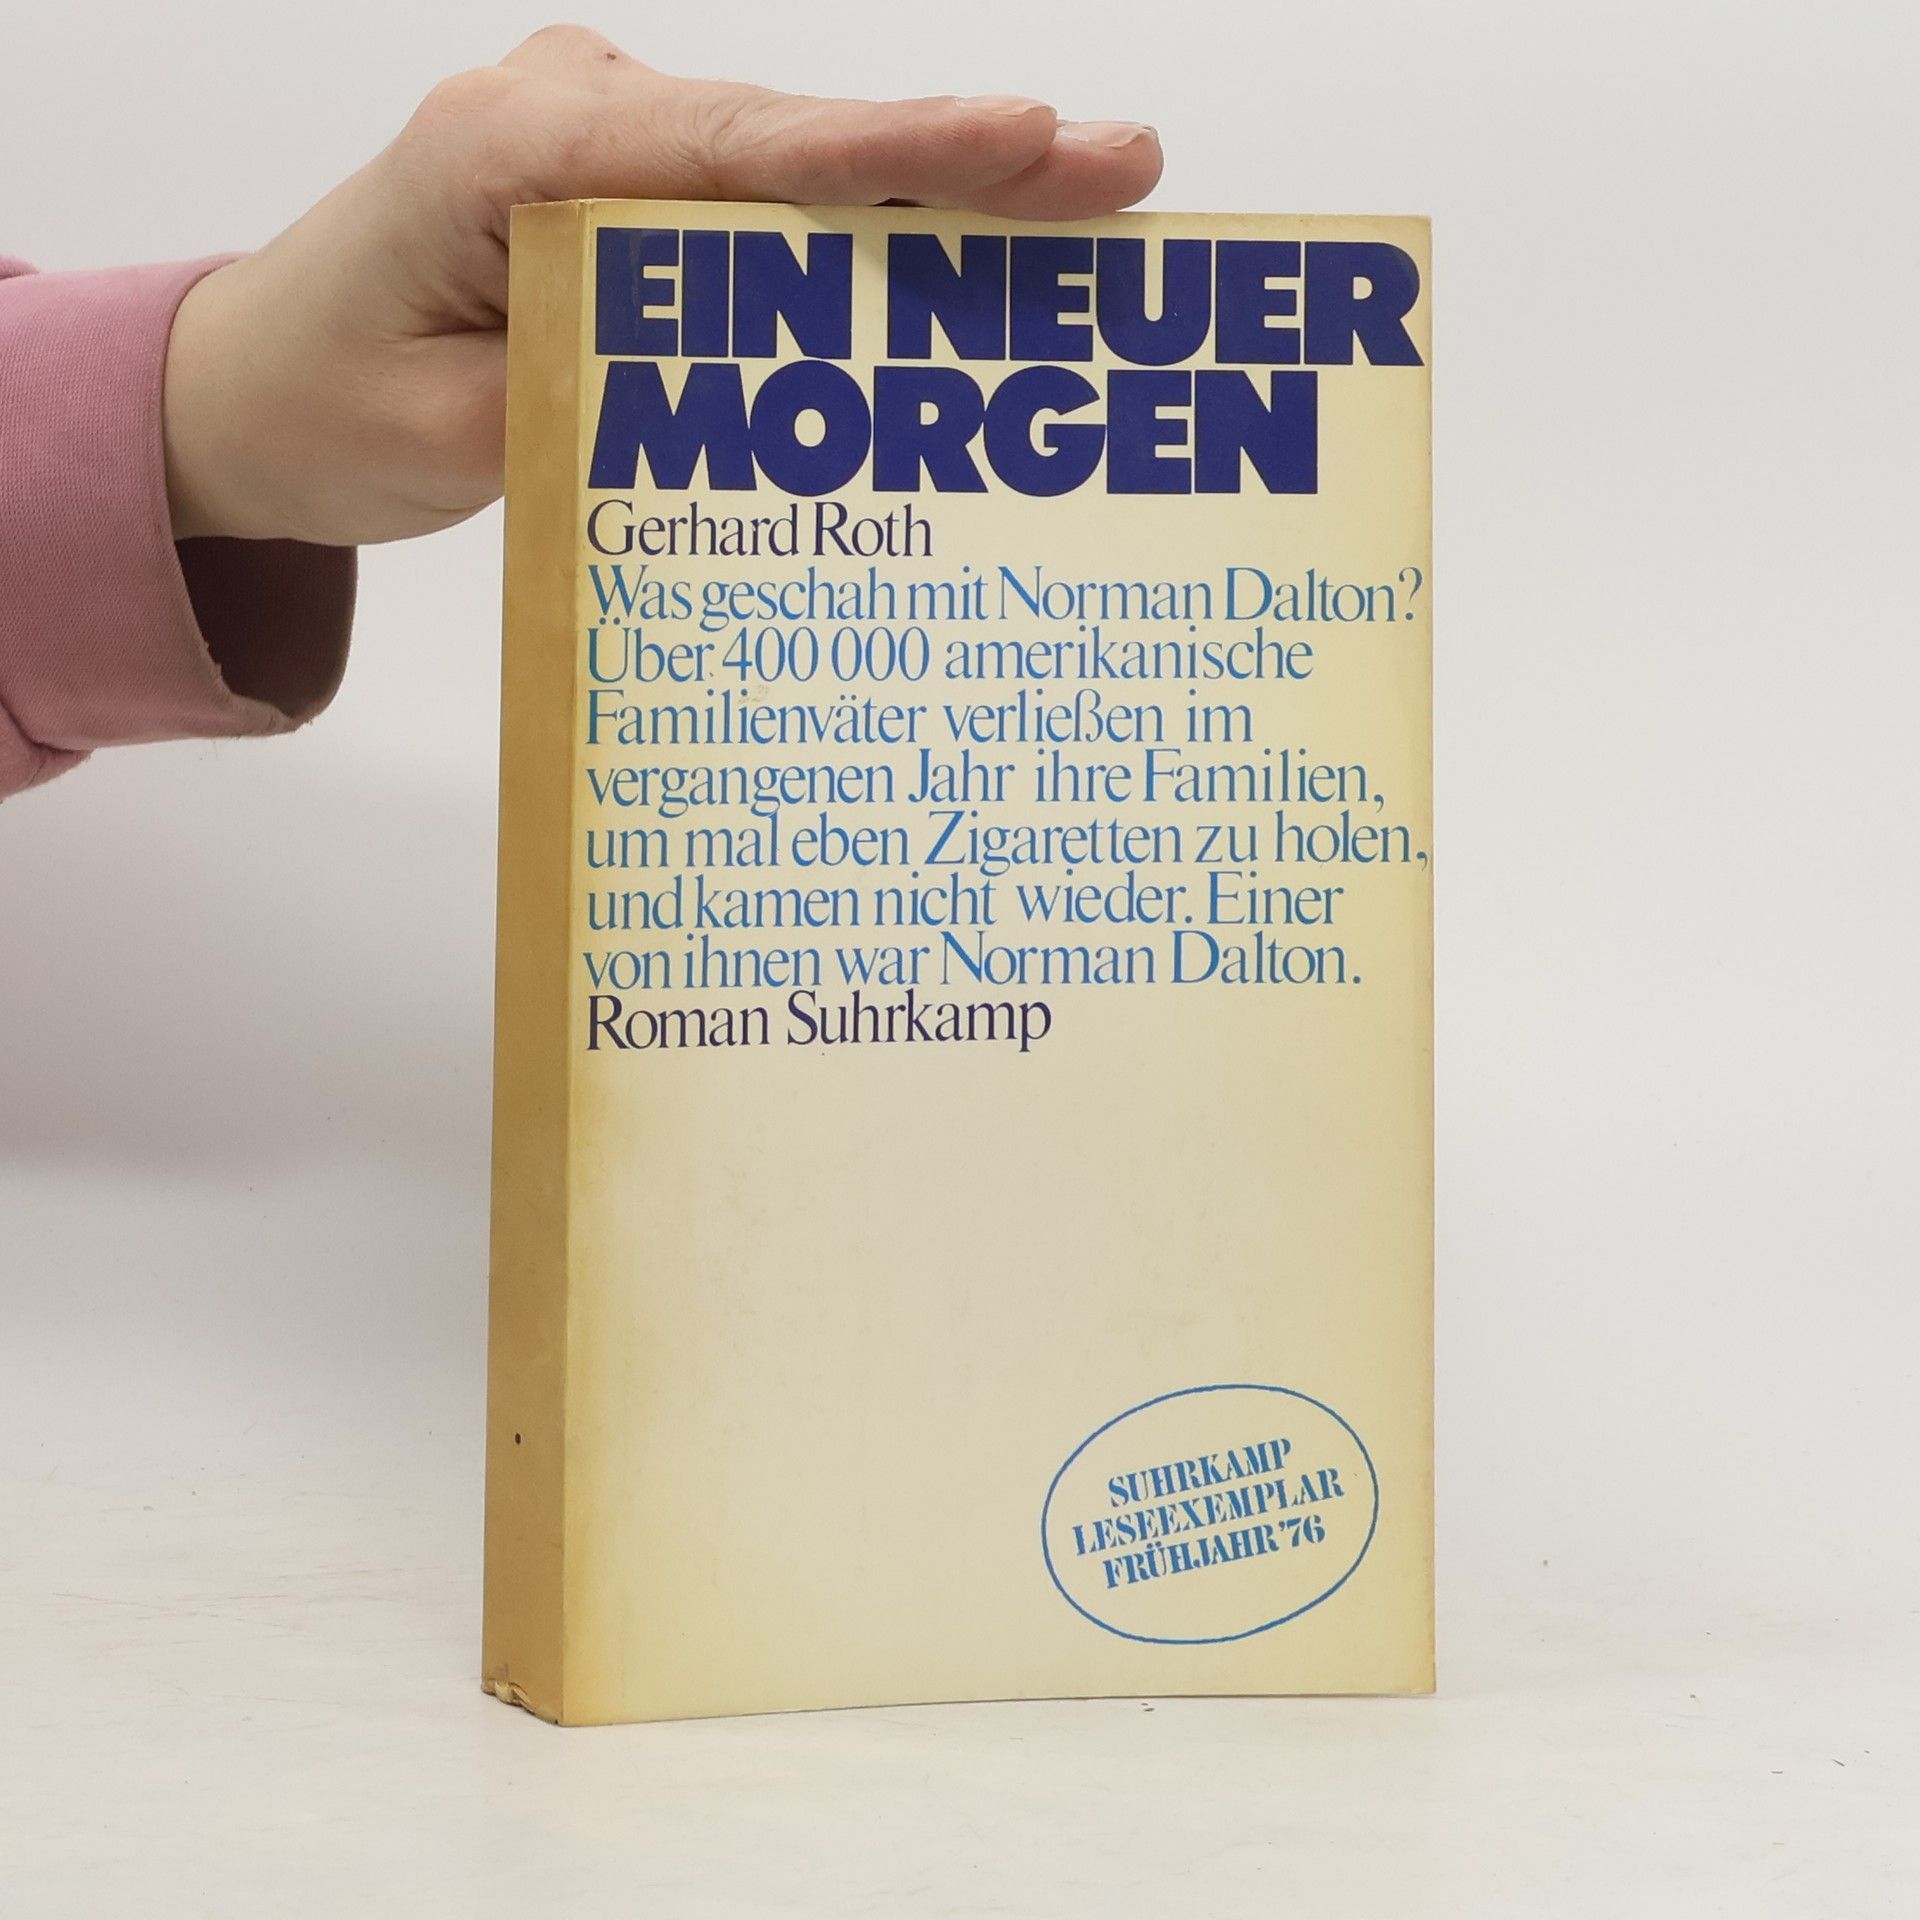 EIN NEUER
MORGEN
Gerhard Roth
Was geschah mit Norman Dalton?
Über 400 000 amerikanische
Familienväter verließen im
vergangenen Jahr ihre Familien,
um mal eben Zigaretten zu holen,
und kamen nicht wieder. Einer
von ihnen war Norman Dalton.
Roman Suhrkamp
SUHRKAMP
LESEEXEMPLAR
FRÜHJAHR '76